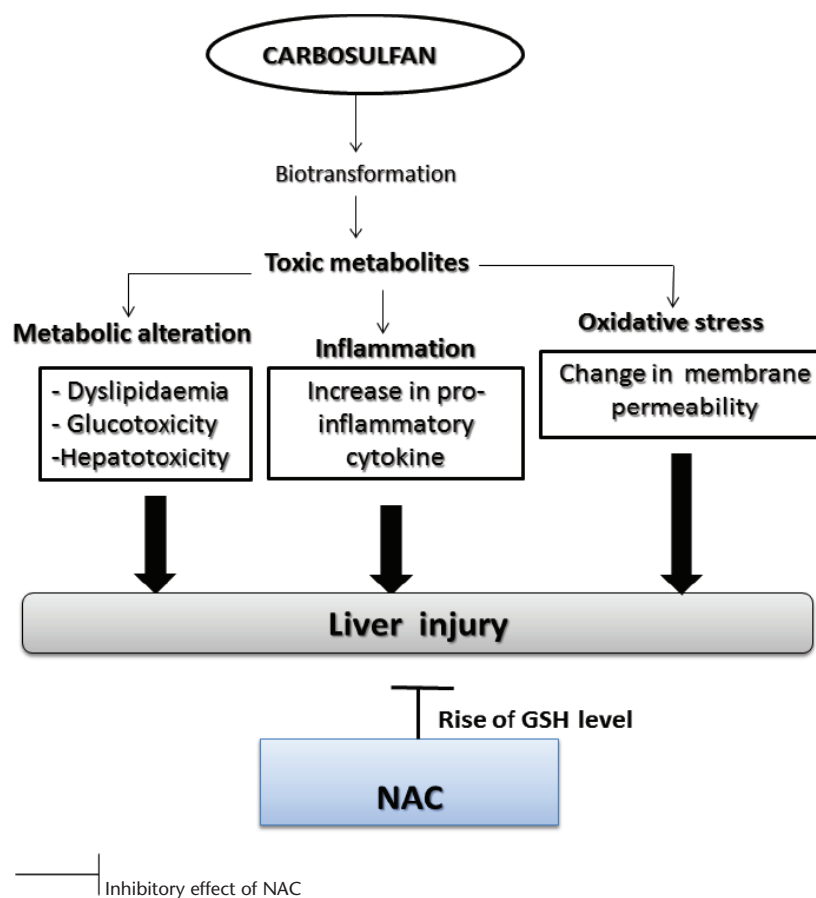 CARBOSULFAN
Biotransformation
Toxic metabolites
Metabolic alteration
- Dyslipidaemia
- Glucotoxicity
-Hepatotoxicity
Inflammation
Increase in pro-
inflammatory
cytokine
Oxidative stress
Change in membrane
permeability
Liver injury
Rise of GSH level
NAC
Inhibitory effect of NAC